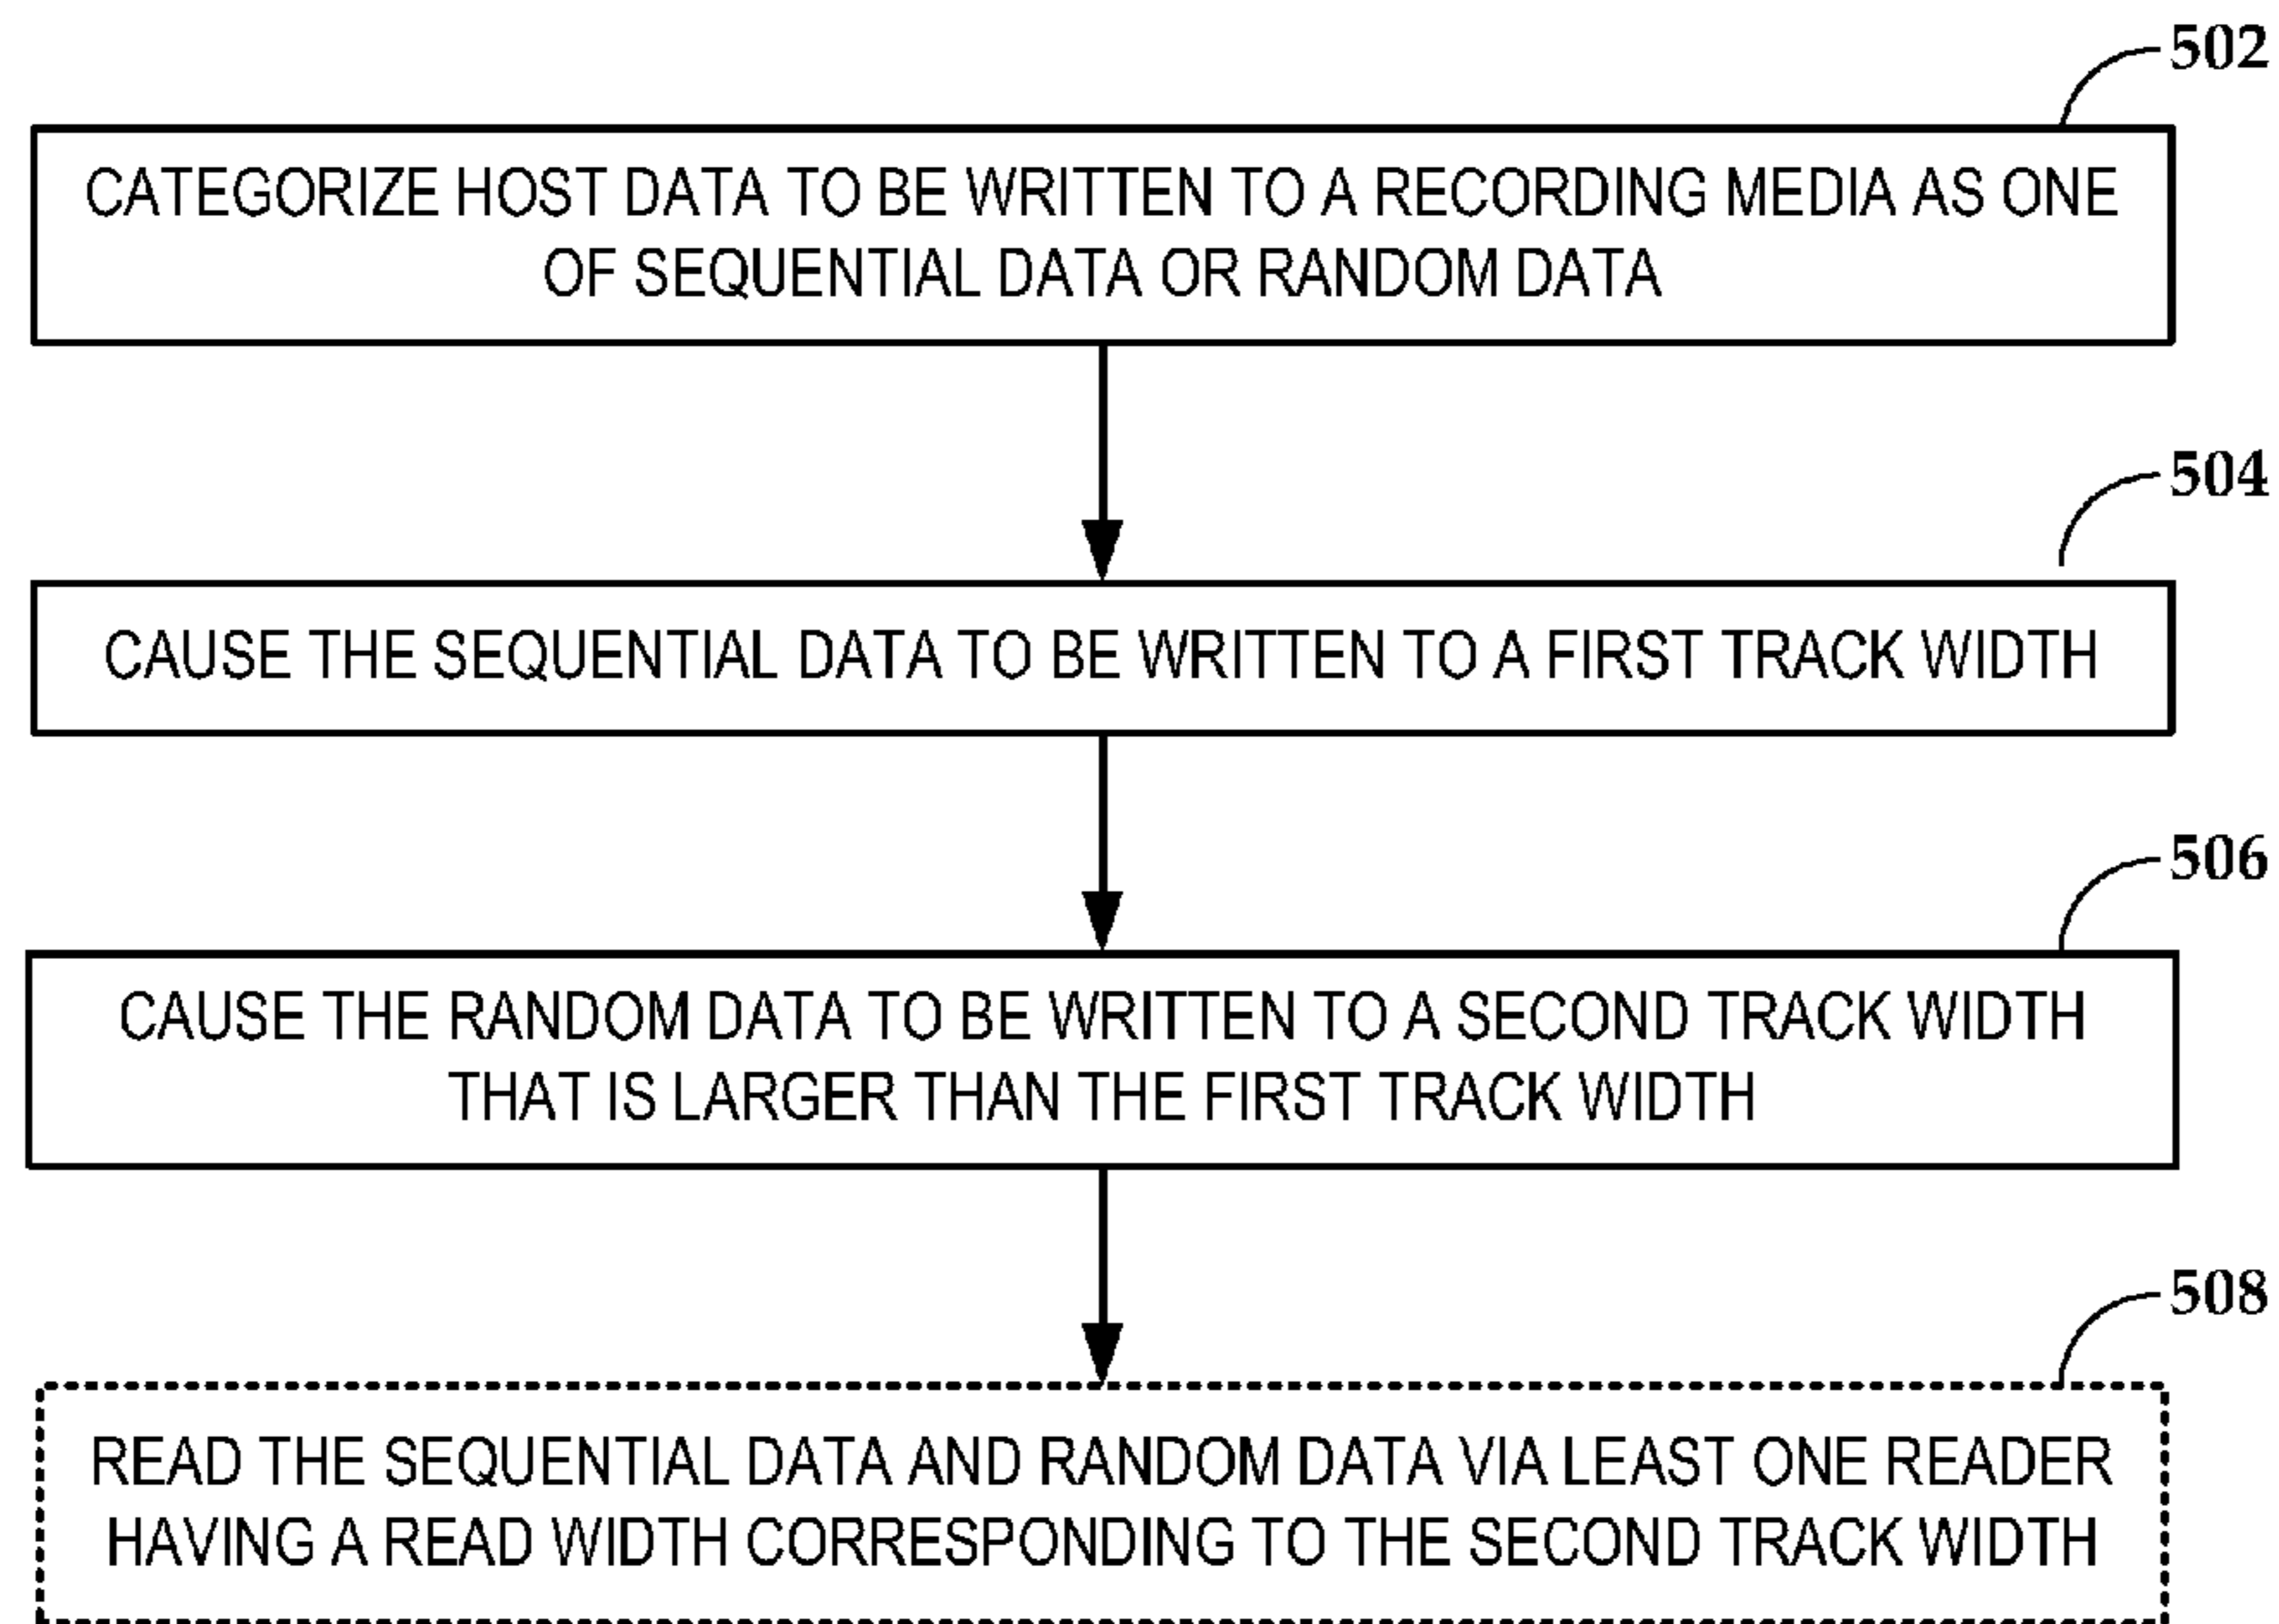 502
CATEGORIZE HOST DATA TO BE WRITTEN TO A RECORDING MEDIA AS ONE
OF SEQUENTIAL DATA OR RANDOM DATA
504
CAUSE THE SEQUENTIAL DATA TO BE WRITTEN TO A FIRST TRACK WIDTH
506
CAUSE THE RANDOM DATA TO BE WRITTEN TO A SECOND TRACK WIDTH
THAT IS LARGER THAN THE FIRST TRACK WIDTH
508
READ THE SEQUENTIAL DATA AND RANDOM DATA VIA LEAST ONE READER
HAVING A READ WIDTH CORRESPONDING TO THE SECOND TRACK WIDTH